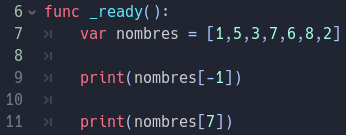 6 func _ready():
7 var nombres = [1,5,3,7,6,8,2]
8
9 print(nombres[-1])
10
11 print(nombres[7])